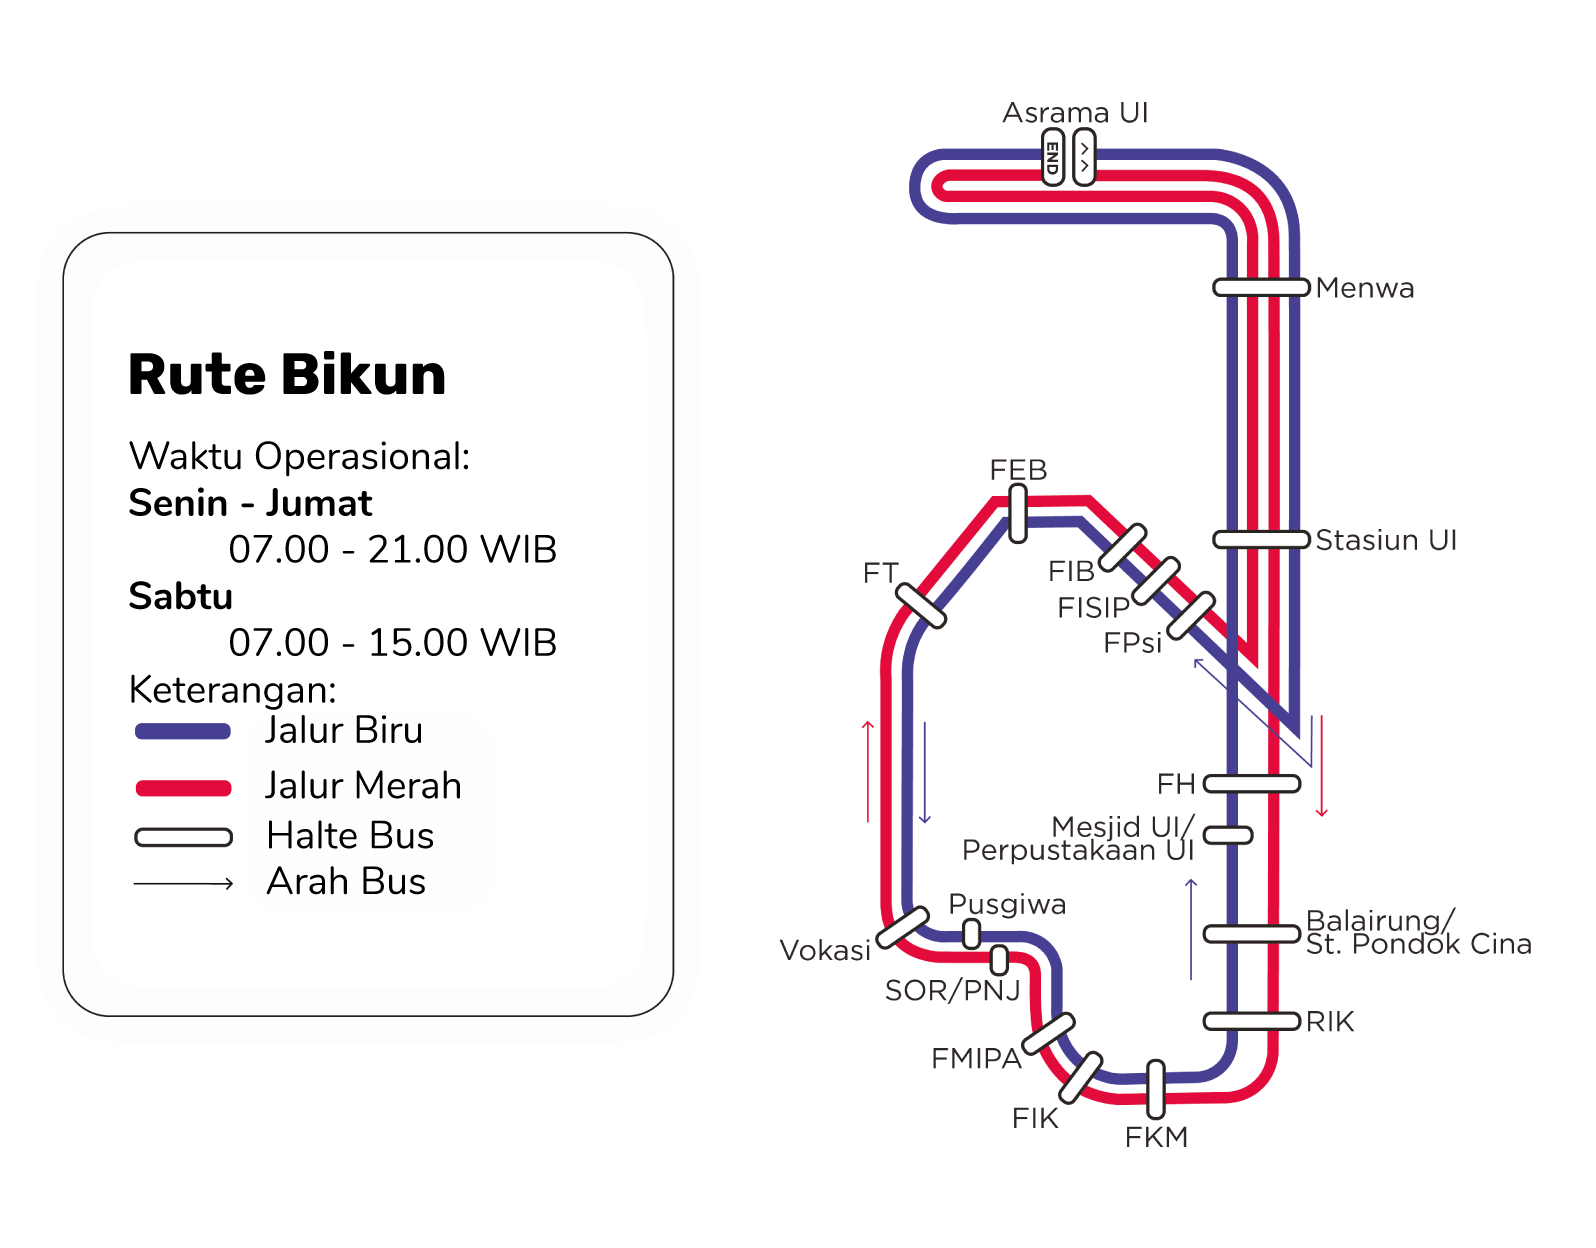 Rute Bikun
Waktu Operasional:
Senin - Jumat
07.00 - 21.00 WIB
Sabtu
07.00 - 15.00 WIB
Keterangan:
Jalur Biru
Jalur Merah
Halte Bus
Arah Bus
Asrama UI
END
>>
Menwa
Stasiun UI
FEB
FT
FIB
FISIP
FPsi
FH
Mesjid UI/
Perpustakaan UI
Pusgiwa
Vokasi
SOR/PNJ
Balairung/
St. Pondok Cina
RIK
FMIPA
FIK
FKM